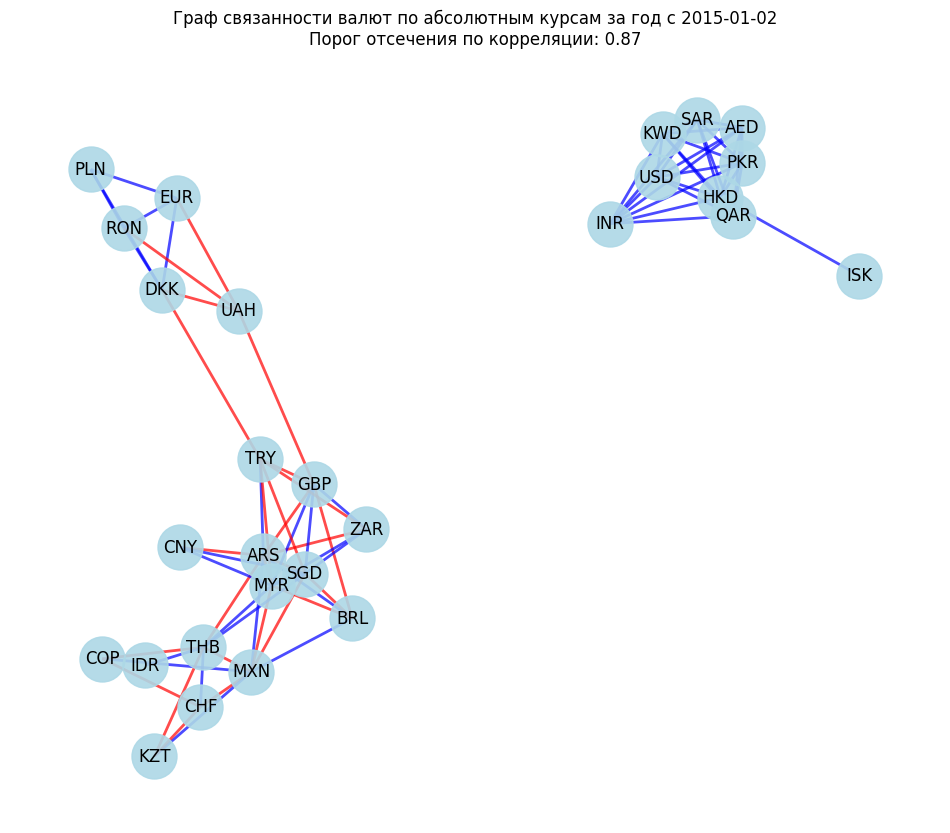 Граф связанности валют по абсолютным курсам за год с 2015-01-02
Порог отсечения по корреляции: 0.87
SAR
AED
KWD
PKR
PLN
USD
EUR
HKD
QAR
RON
INR
ISK
DKK
UAH
TRY
GBP
ZAR
CNY
ARS
SGD
MYR
BRL
THB
COP
IDR
MXN
CHF
KZT